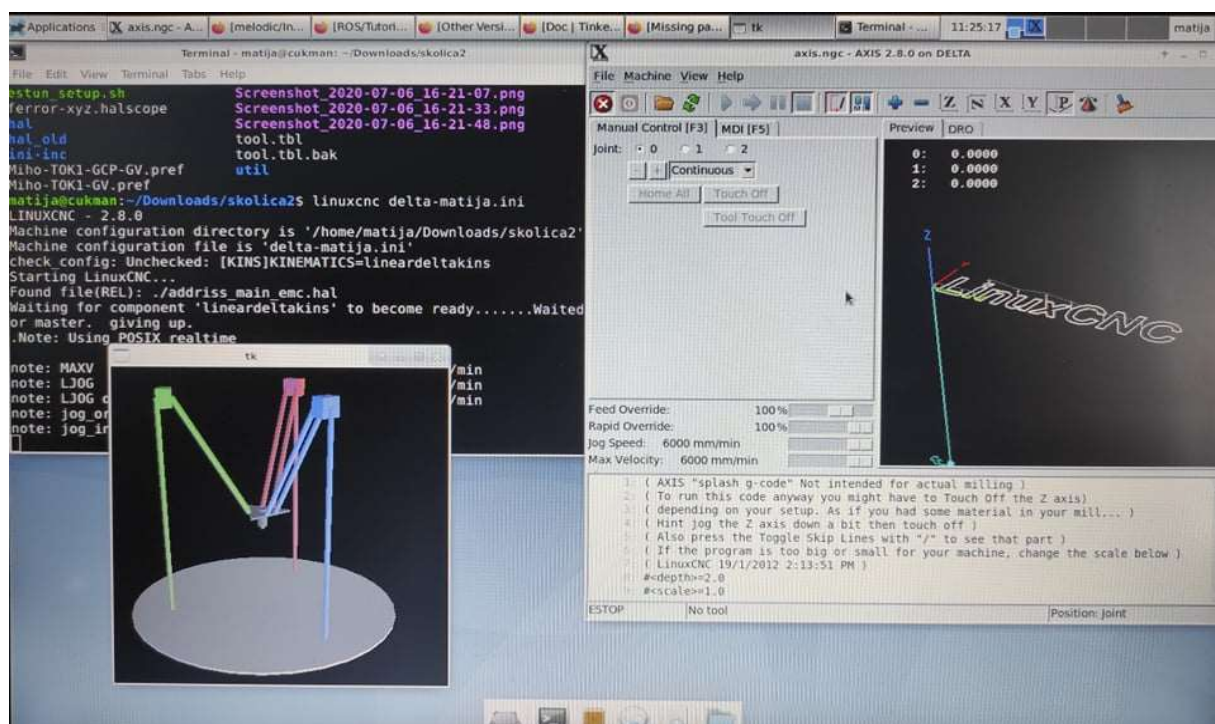 Applications
axis.ngc - A...
[melodic/In...
[ROS/Tutori...
[Other Versi...
[Doc | Tinke...
[Missing pa...
tk
Terminal - ...
11:25:17
matija
Terminal - matija@cukman: ~/Downloads/skolica2
File Edit View Terminal Tabs Help
estun_setup.sh Screenshot_2020-07-06_16-21-07.png
ferror-xyz.halscope Screenshot_2020-07-06_16-21-33.png
hal Screenshot_2020-07-06_16-21-48.png
hal_old tool.tbl
ini-inc tool.tbl.bak
Miho-TOK1-GCP-GV.pref util
Miho-TOK1-GV.pref
matija@cukman:~/Downloads/skolica2$ linuxcnc delta-matija.ini
LINUXCNC - 2.8.0
Machine configuration directory is '/home/matija/Downloads/skolica2'
Machine configuration file is 'delta-matija.ini'
check_config: Unchecked: [KINS]KINEMATICS=lineardeltakins
Starting LinuxCNC...
Found file(REL): ./addriss_main_emc.hal
Waiting for component 'lineardeltakins' to become ready.......Waited
or master. giving up.
.Note: Using POSIX realtime
note: MAXV /min
note: LJOG /min
note: LJOG d /min
note: jog_or
note: jog_in
tk
axis.ngc - AXIS 2.8.0 on DELTA
File Machine View Help
Z N X Y P
Manual Control [F3] MDI [F5]
Joint: 0 1 2
- + Continuous
Home All Touch Off
Tool Touch Off
Feed Override: 100 %
Rapid Override: 100 %
Jog Speed: 6000 mm/min
Max Velocity: 6000 mm/min
Preview DRO
0: 0.0000
1: 0.0000
2: 0.0000
Z
LinuxCNC
1: ( AXIS "splash g-code" Not intended for actual milling )
2: ( To run this code anyway you might have to Touch Off the Z axis)
3: ( depending on your setup. As if you had some material in your mill... )
4: ( Hint jog the Z axis down a bit then touch off )
5: ( Also press the Toggle Skip Lines with "/" to see that part )
6: ( If the program is too big or small for your machine, change the scale below )
7: ( LinuxCNC 19/1/2012 2:13:51 PM )
8: #<depth>=2.0
9: #<scale>=1.0
ESTOP No tool Position: Joint